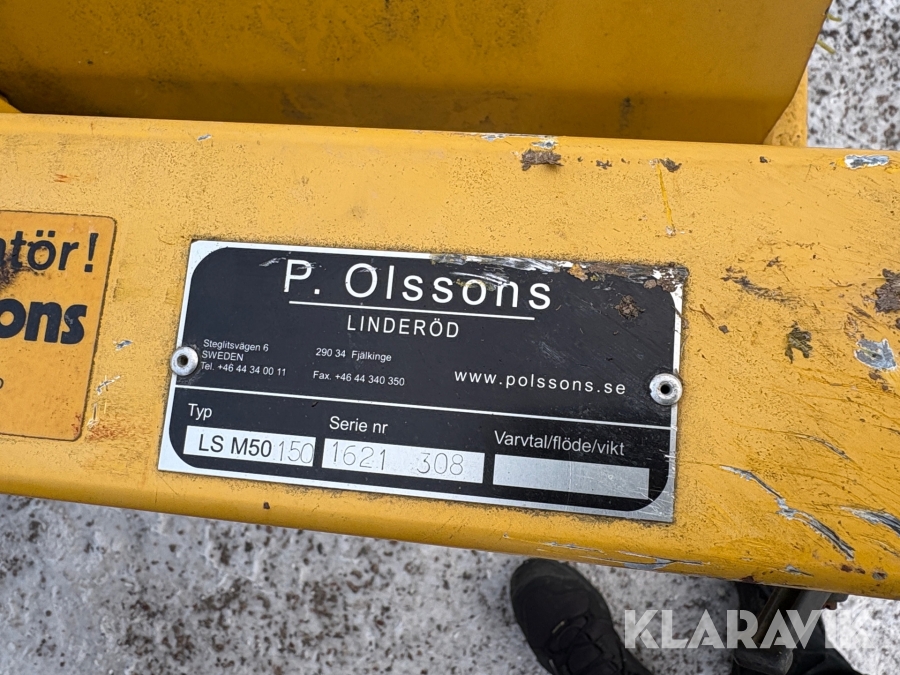 tör!
ons
P. Olssons
LINDERÖD
Steglitsvägen 6
SWEDEN
Tel. +46 44 34 00 11
290 34 Fjälkinge
Fax. +46 44 340 350
www.polssons.se
Typ
LS M50 150
Serie nr
1621 308
Varvtal/flöde/vikt
KLARAVIK